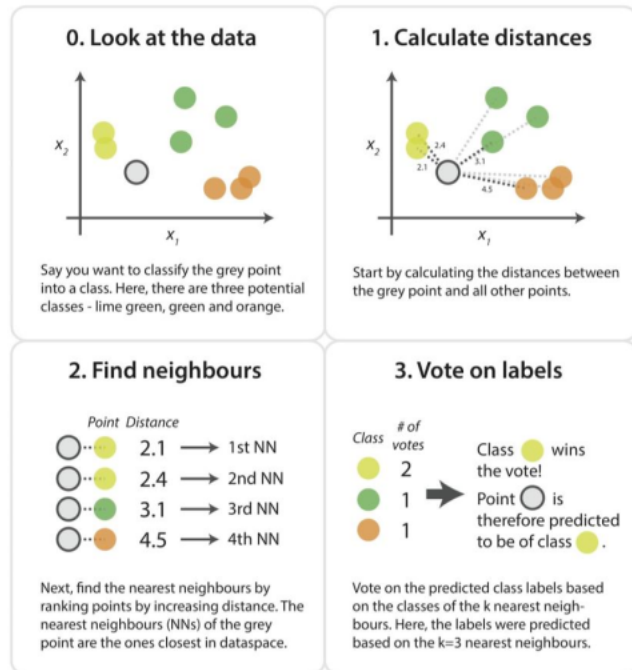 0. Look at the data
X2
X1
Say you want to classify the grey point
into a class. Here, there are three potential
classes - lime green, green and orange.
1. Calculate distances
X2
2.4
2.1
3.1
4.5
X1
Start by calculating the distances between
the grey point and all other points.
2. Find neighbours
Point Distance
2.1 → 1st NN
2.4 → 2nd NN
3.1 → 3rd NN
4.5 → 4th NN
Next, find the nearest neighbours by
ranking points by increasing distance. The
nearest neighbours (NNs) of the grey
point are the ones closest in dataspace.
3. Vote on labels
Class # of votes
2
1
1
Class wins
the vote!
Point is
therefore predicted
to be of class .
Vote on the predicted class labels based
on the classes of the k nearest neigh-
bours. Here, the labels were predicted
based on the k=3 nearest neighbours.